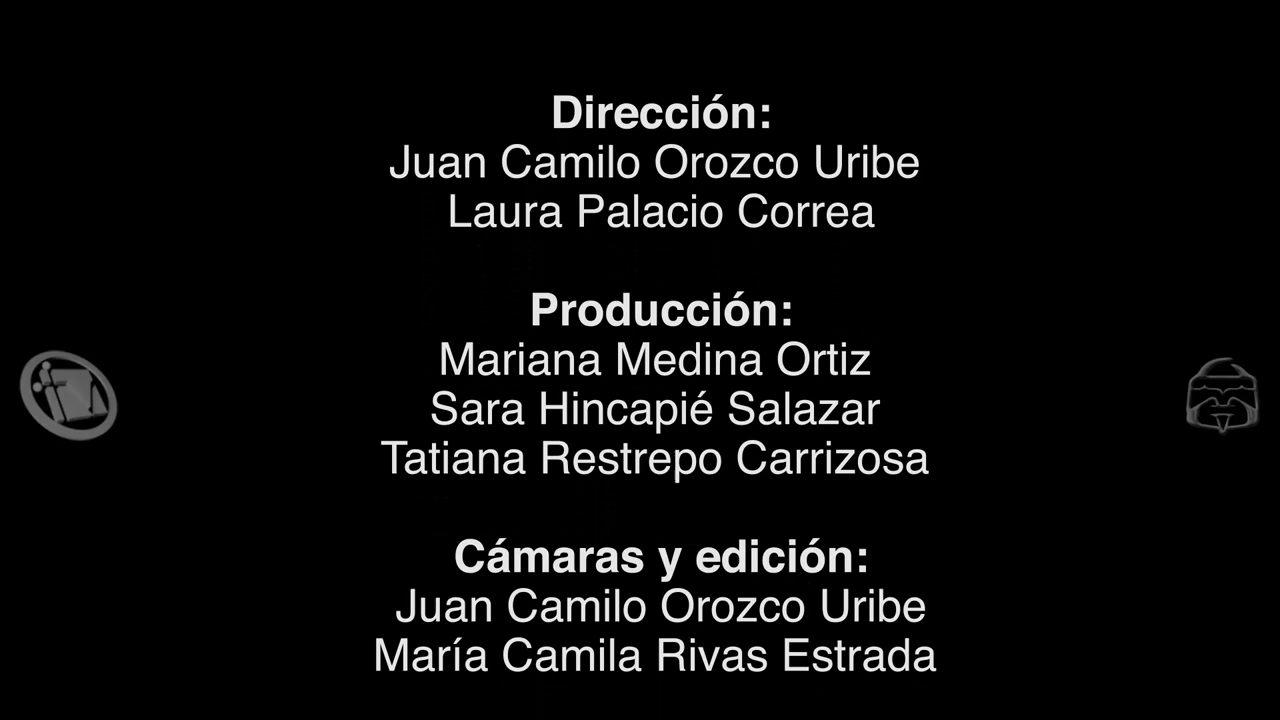 Dirección:
Juan Camilo Orozco Uribe
Laura Palacio Correa
Producción:
Mariana Medina Ortiz
Sara Hincapié Salazar
Tatiana Restrepo Carrizosa
Cámaras y edición:
Juan Camilo Orozco Uribe
María Camila Rivas Estrada